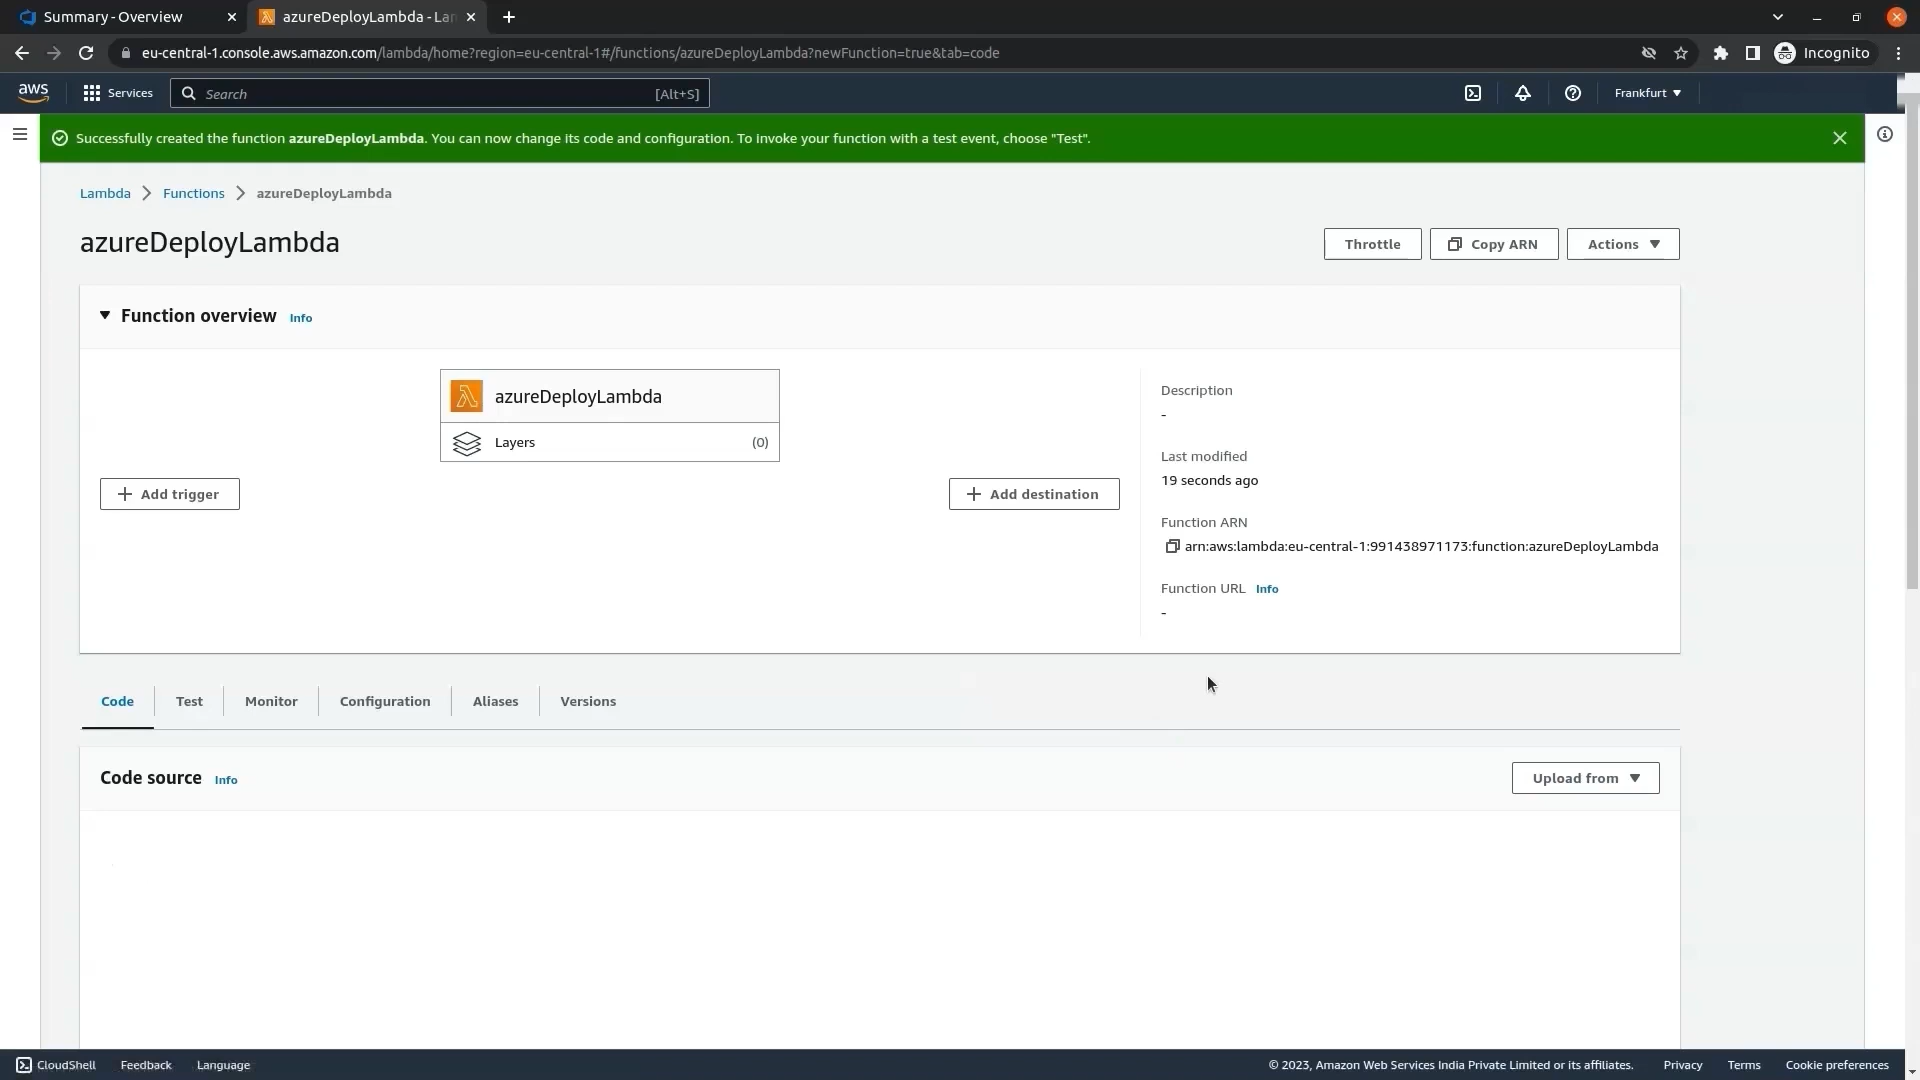 Summary - Overview
azureDeployLambda - La
eu-central-1.console.aws.amazon.com/lambda/home?region=eu-central-1#/functions/azureDeployLambda?newFunction=true&tab=code
Incognito
aws
Services
Search
[Alt+S]
Frankfurt
Successfully created the function azureDeployLambda. You can now change its code and configuration. To invoke your function with a test event, choose "Test".
Lambda
Functions
azureDeployLambda
azureDeployLambda
Throttle
Copy ARN
Actions
Function overview
Info
azureDeployLambda
Layers
(0)
Add trigger
Add destination
Description
-
Last modified
19 seconds ago
Function ARN
arn:aws:lambda:eu-central-1:991438971173:function:azureDeployLambda
Function URL
Info
-
Code
Test
Monitor
Configuration
Aliases
Versions
Code source
Info
Upload from
CloudShell
Feedback
Language
© 2023, Amazon Web Services India Private Limited or its affiliates.
Privacy
Terms
Cookie preferences